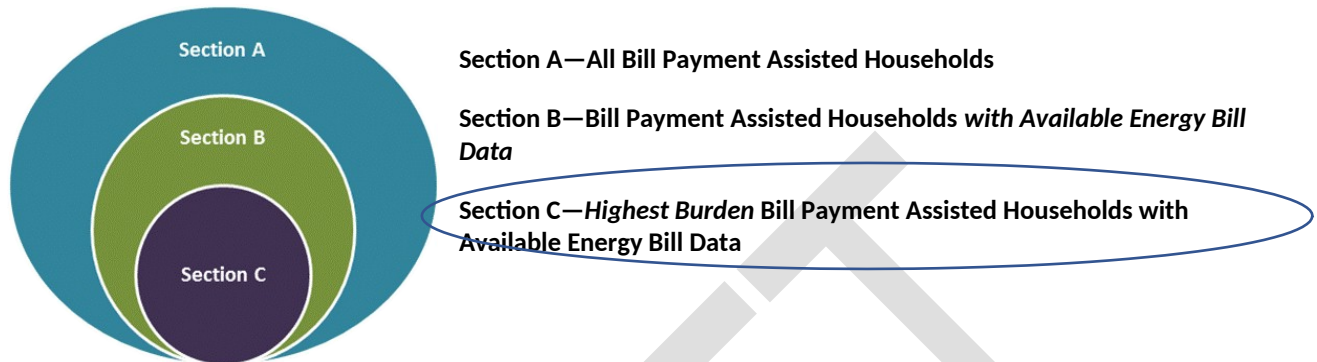 Section A
Section B
Section C
Section A—All Bill Payment Assisted Households
Section B—Bill Payment Assisted Households with Available Energy Bill
Data
Section C—Highest Burden Bill Payment Assisted Households with
Available Energy Bill Data